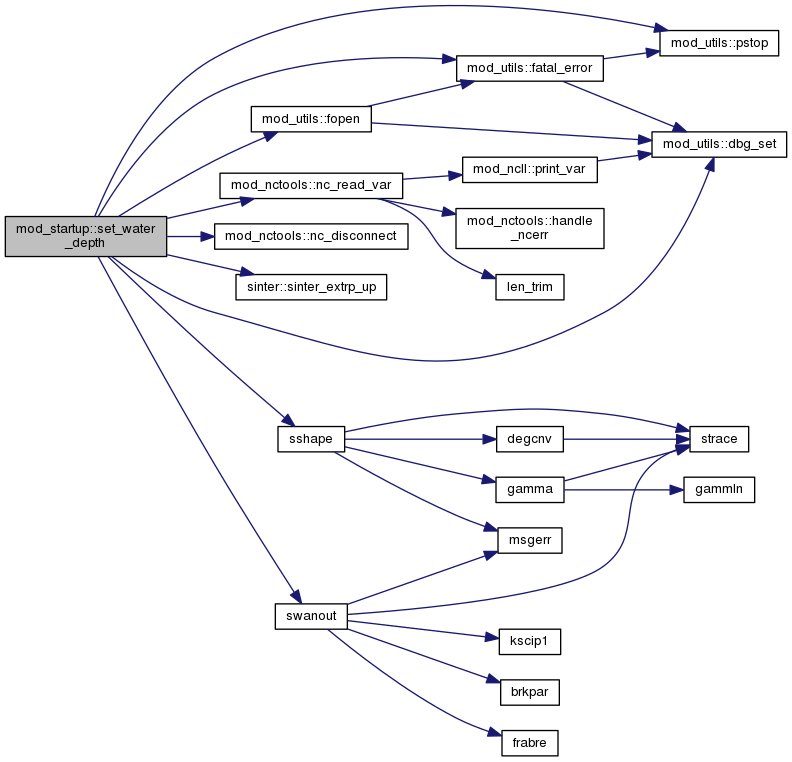 mod_utils::pstop
mod_utils::fatal_error
mod_utils::fopen
mod_utils::dbg_set
mod_ncll::print_var
mod_nctools::nc_read_var
mod_nctools::handle
_ncerr
mod_startup::set_water
_depth
mod_nctools::nc_disconnect
sinter::sinter_extrp_up
len_trim
sshape
degcnv
strace
gamma
gammln
msgerr
swanout
kscip1
brkpar
frabre